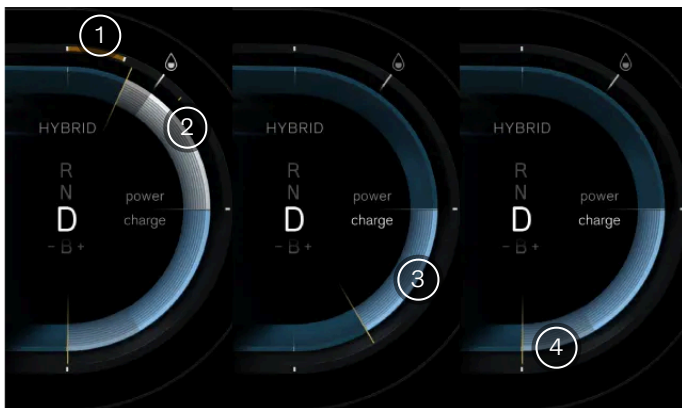 1
2
HYBRID
R
N
D
- B +
power
charge
HYBRID
R
N
D
- B +
power
charge
3
HYBRID
R
N
D
- B +
power
charge
4